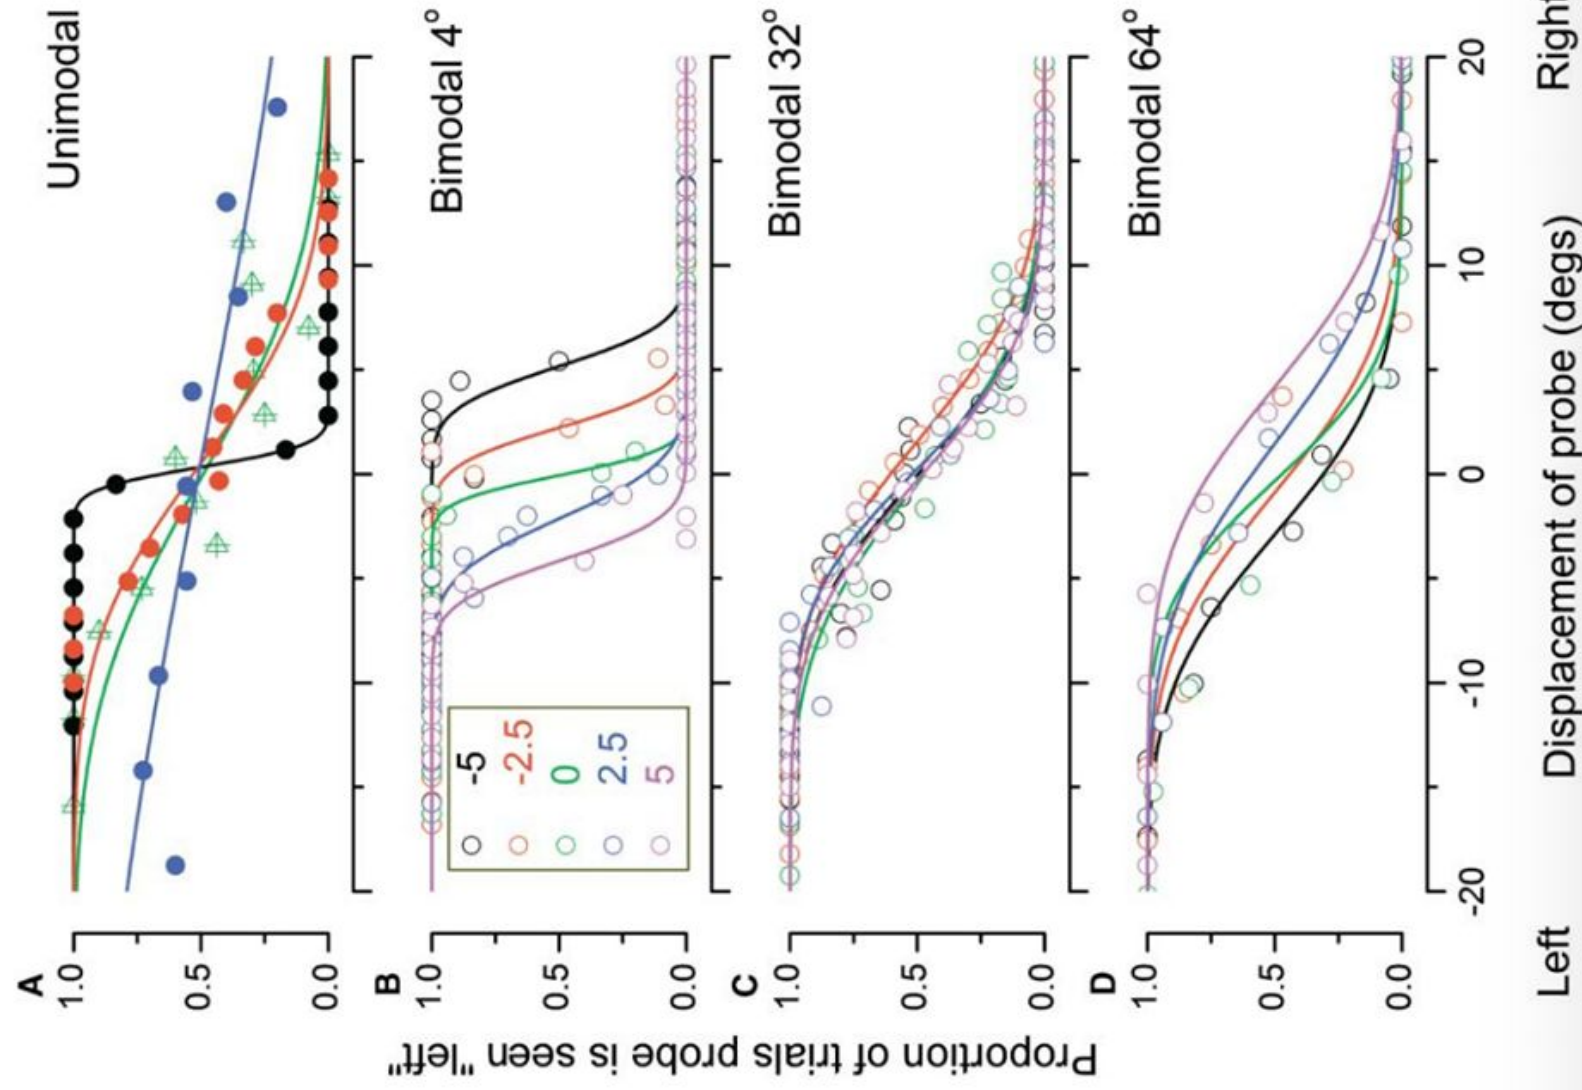 A
Unimodal
1.0
0.5
0.0
B
Bimodal 4°
1.0
0.5
0.0
-5
-2.5
0
2.5
5
C
Bimodal 32°
1.0
0.5
0.0
D
Bimodal 64°
1.0
0.5
0.0
Proportion of trials probe is seen "left"
-20 -10 0 10 20
Left Displacement of probe (degs) Right